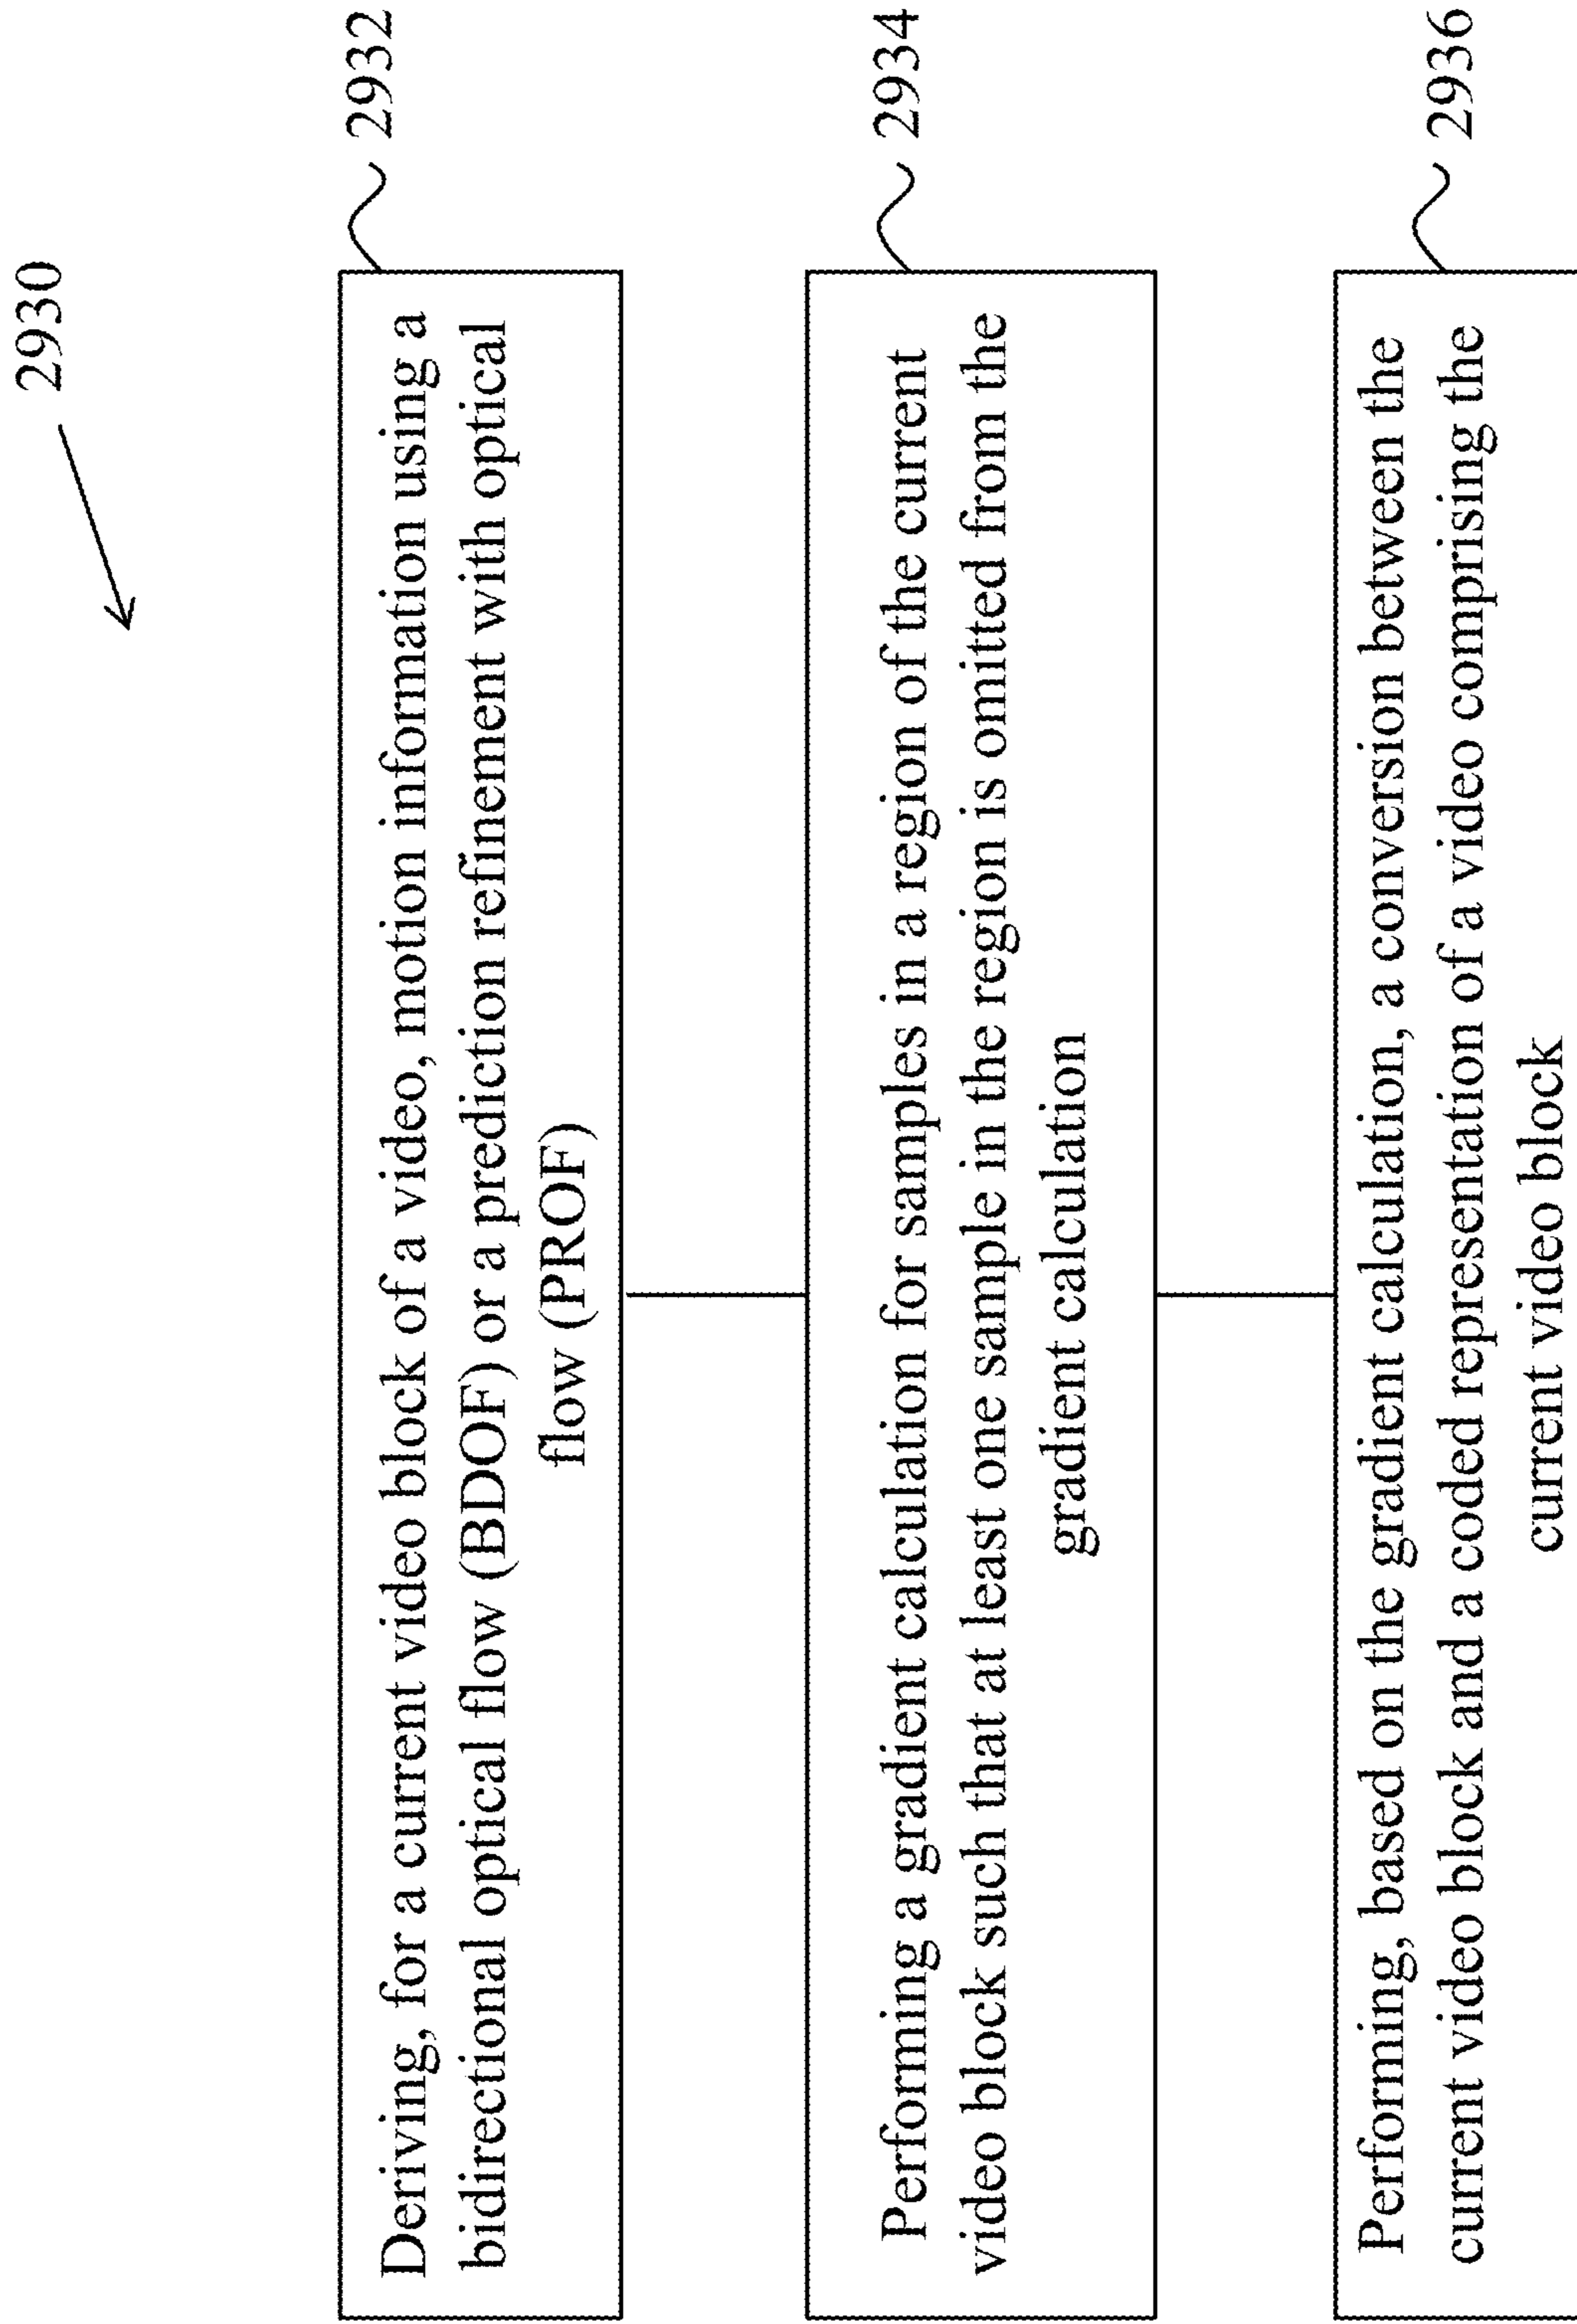 2930
Deriving, for a current video block of a video, motion information using a
bidirectional optical flow (BDOF) or a prediction refinement with optical
flow (PROF)
2932
Performing a gradient calculation for samples in a region of the current
video block such that at least one sample in the region is omitted from the
gradient calculation
2934
Performing, based on the gradient calculation, a conversion between the
current video block and a coded representation of a video comprising the
current video block
2936